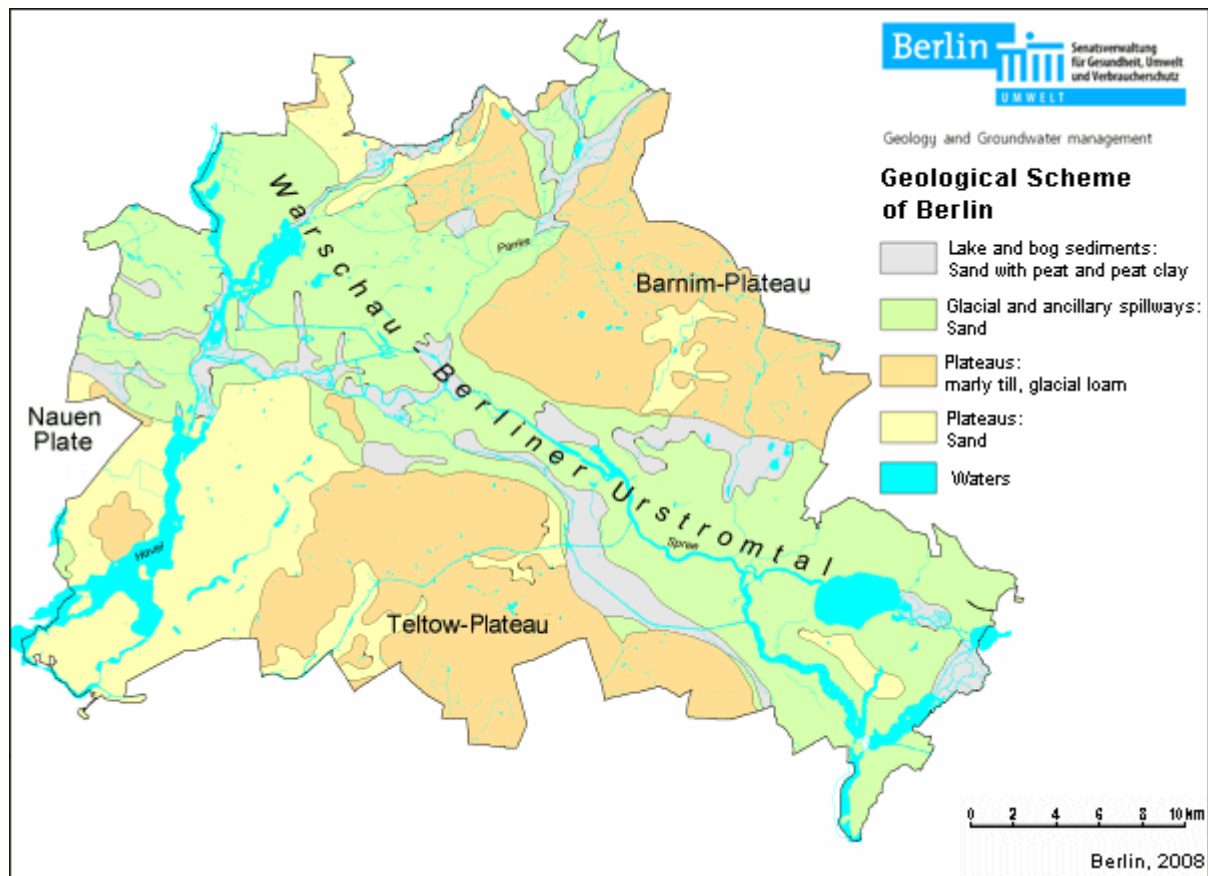 Berlin
Senatsverwaltung
für Gesundheit, Umwelt
und Verbraucherschutz
UMWELT
Geology and Groundwater management
Geological Scheme
of Berlin
Lake and bog sediments:
Sand with peat and peat clay
Glacial and ancillary spillways:
Sand
Plateaus:
marly till, glacial loam
Plateaus:
Sand
Waters
Warschau - Berliner Urstromtal
Panke
Barnim-Plateau
Nauen
Plate
Spree
Havel
Teltow-Plateau
0 2 4 6 8 10 km
Berlin, 2008